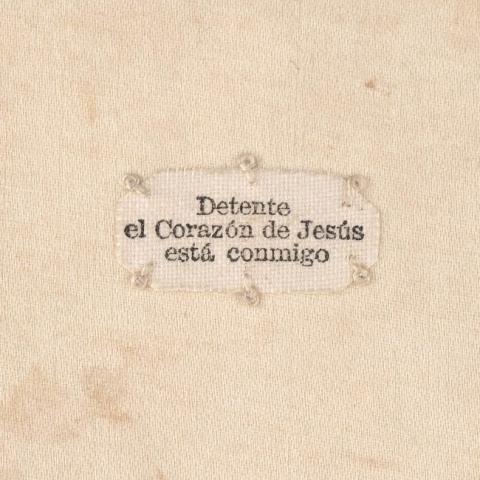 Detente
el Corazón de Jesús
está conmigo